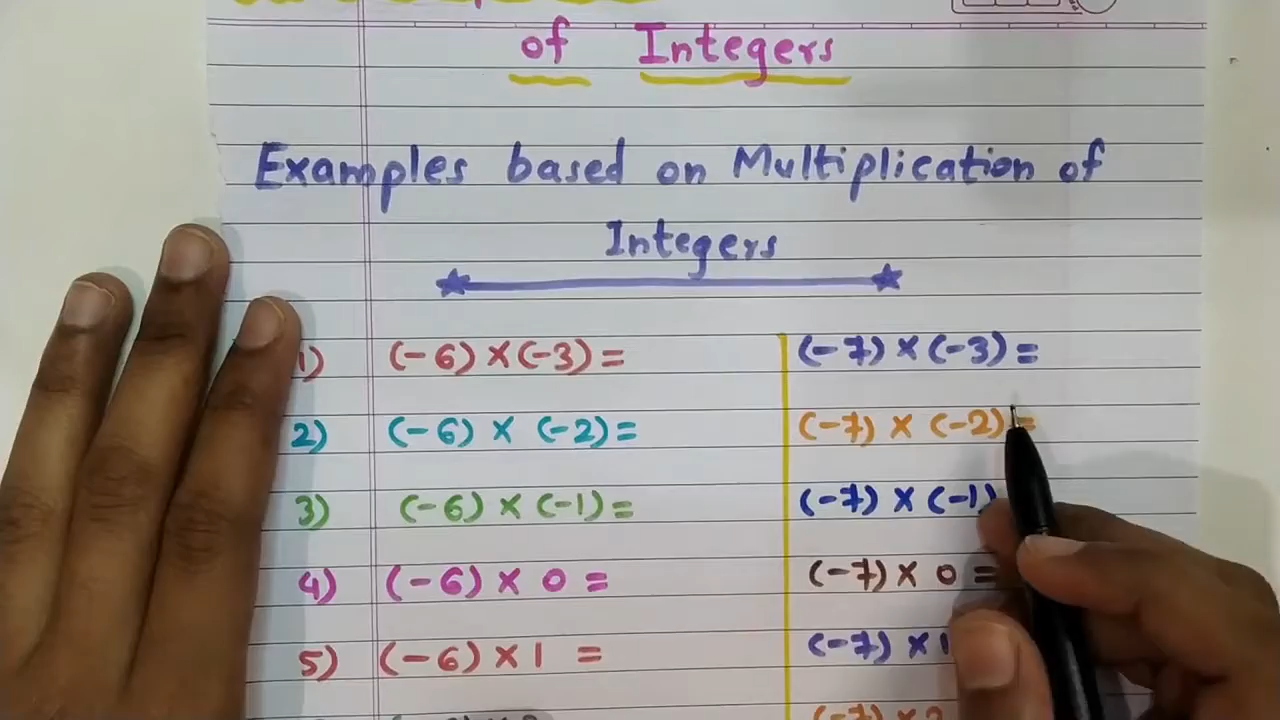 of Integers
Examples based on Multiplication of
Integers
1) (-6) × (-3) = (-7) × (-3) =
2) (-6) × (-2) = (-7) × (-2) =
3) (-6) × (-1) = (-7) × (-1)
4) (-6) × 0 = (-7) × 0 =
5) (-6) × 1 = (-7) × 1